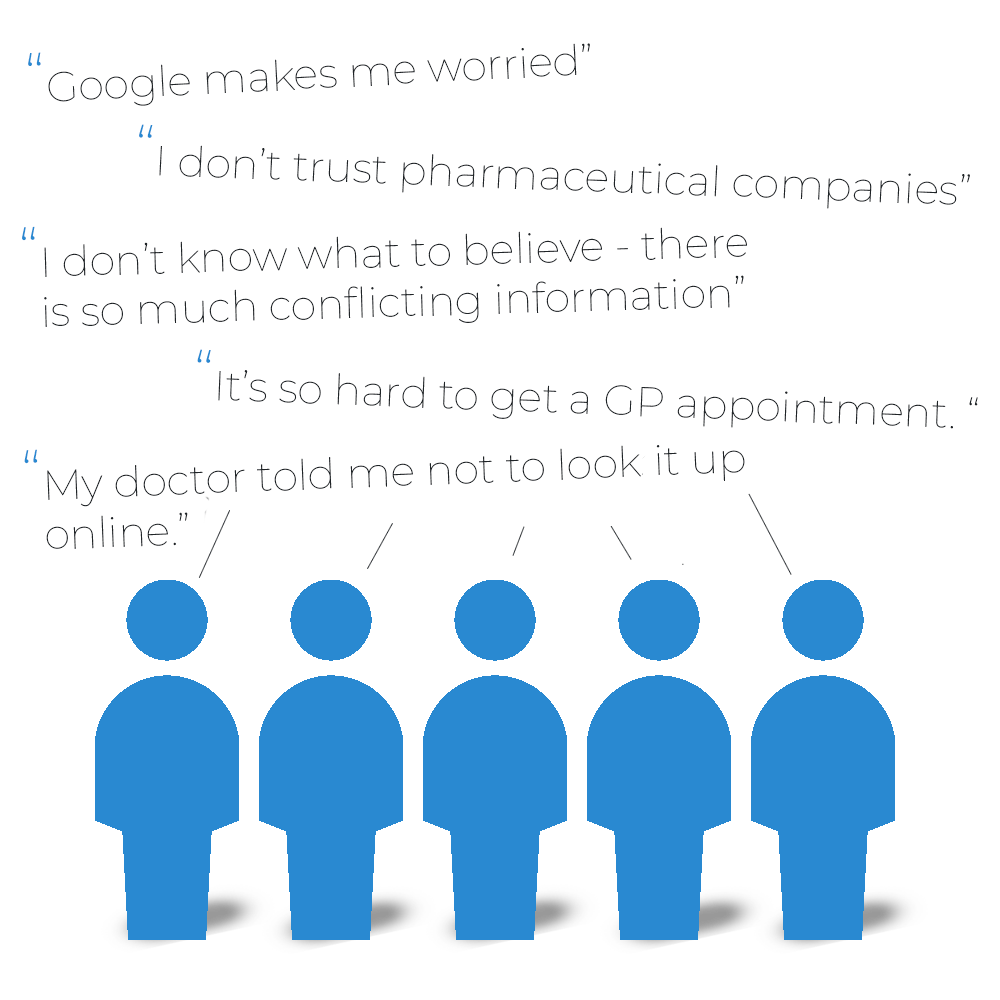 “Google makes me worried”
“I don’t trust pharmaceutical companies”
“I don’t know what to believe - there
is so much conflicting information”
“It’s so hard to get a GP appointment. “
“My doctor told me not to look it up
online.”